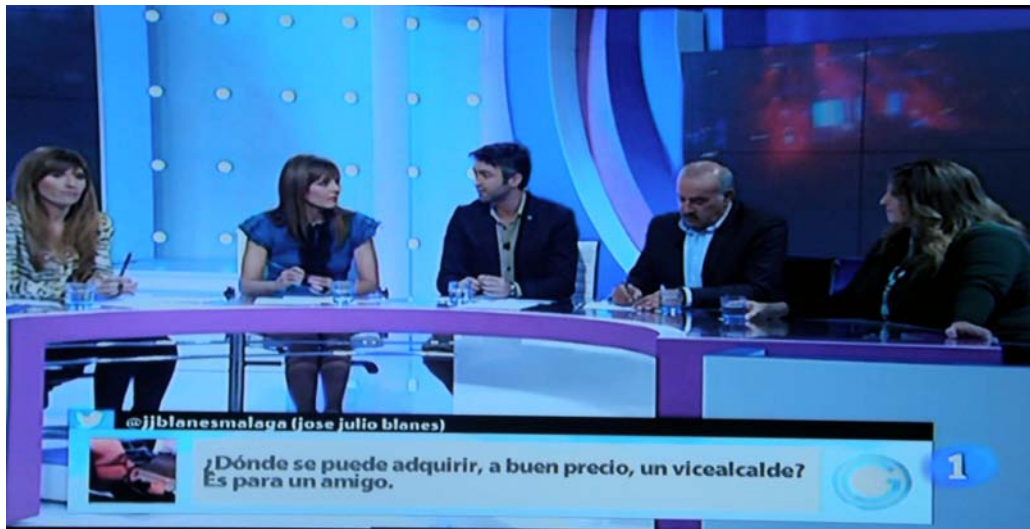 @jjblanesmalaga (jose julio blanes)
¿Dónde se puede adquirir, a buen precio, un vicealcalde?
Es para un amigo.
G
1